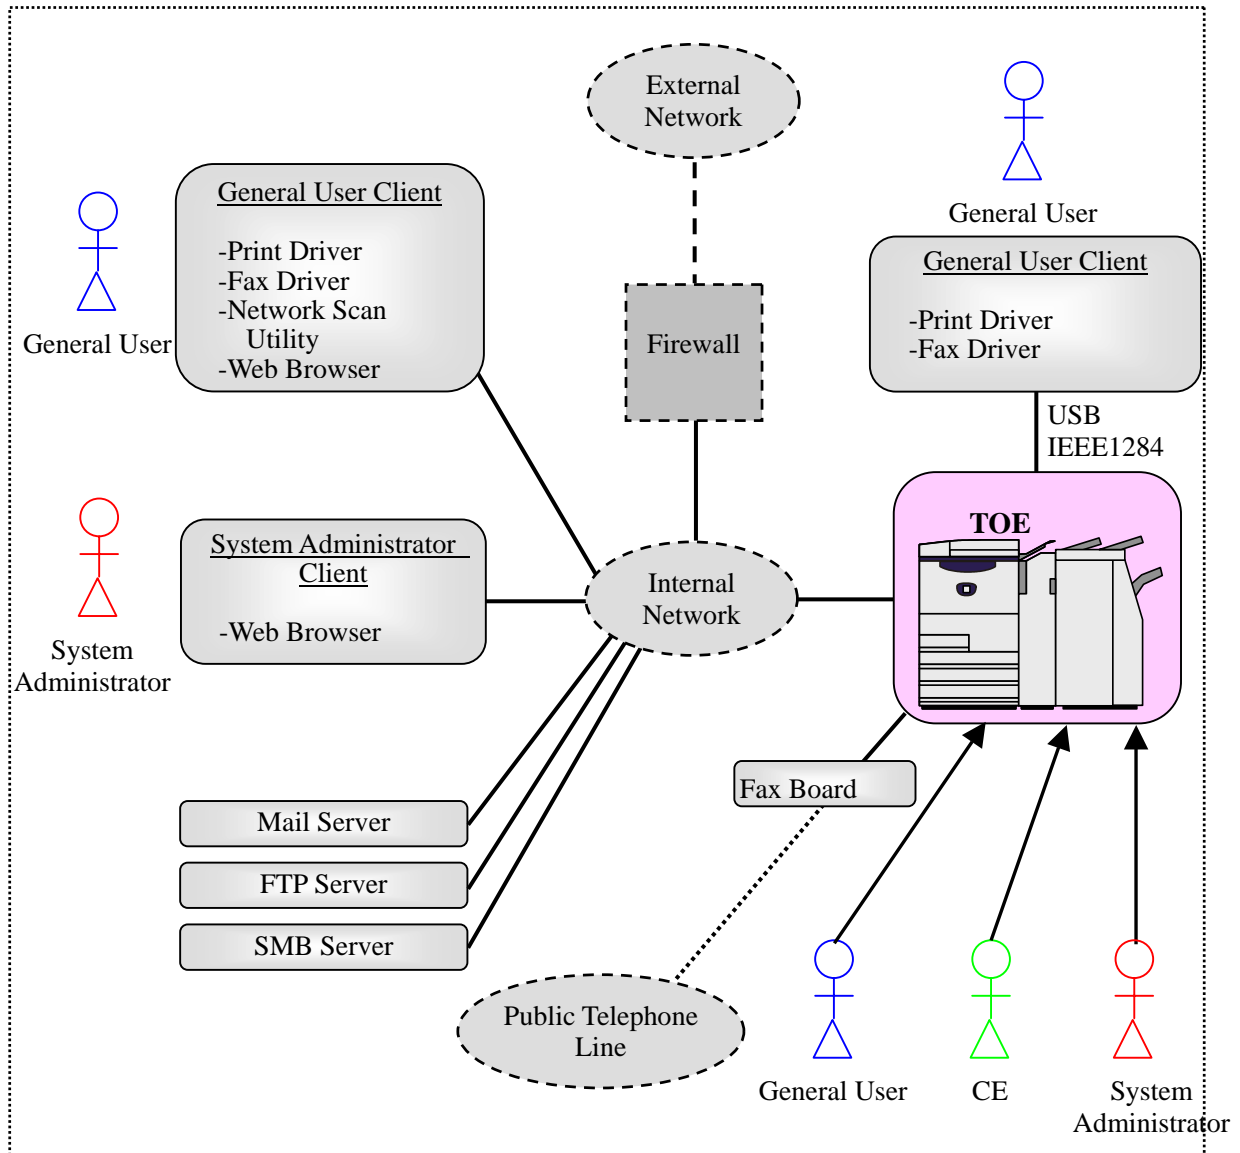 External
Network
General User
General User Client
-Print Driver
-Fax Driver
-Network Scan
Utility
-Web Browser
General User
General User Client
-Print Driver
-Fax Driver
Firewall
USB
IEEE1284
TOE
System Administrator
Client
-Web Browser
System
Administrator
Internal
Network
Mail Server
FTP Server
SMB Server
Fax Board
Public Telephone
Line
General User
CE
System
Administrator